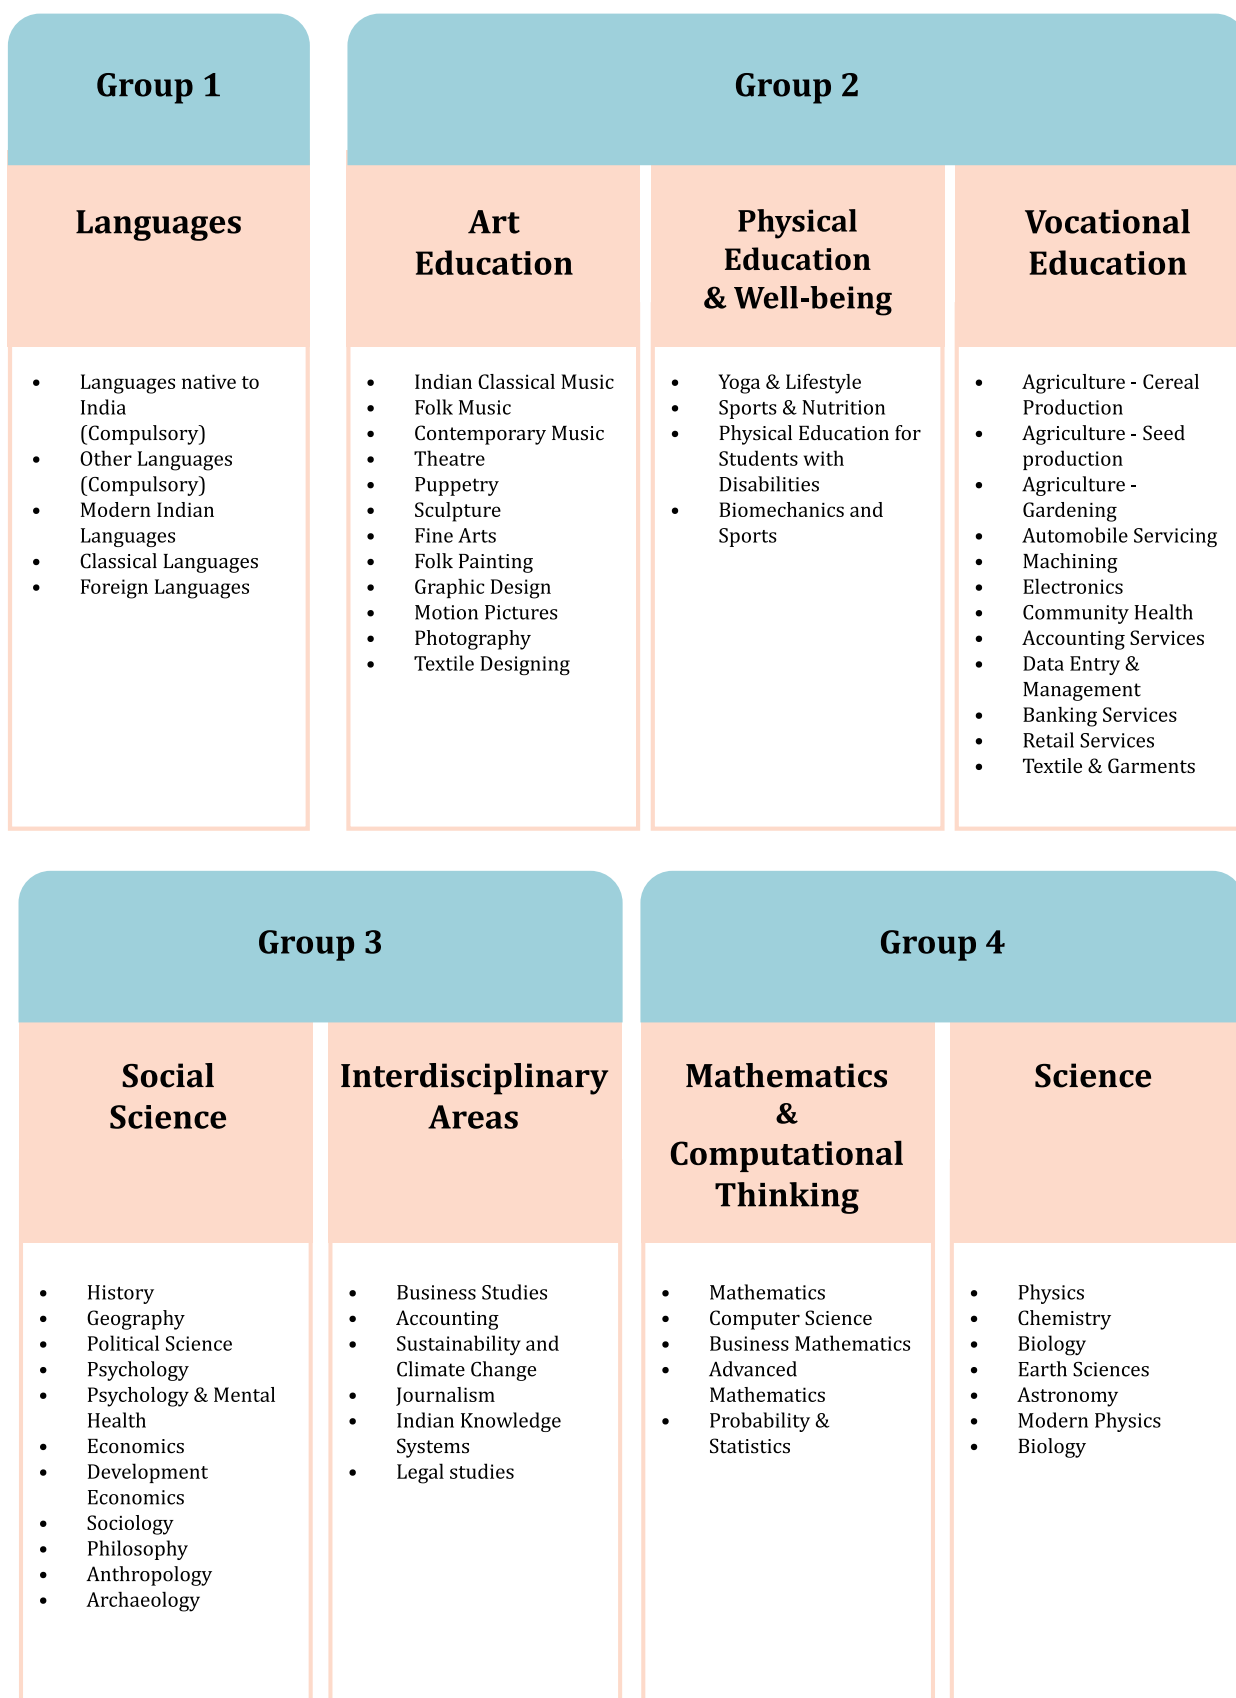 Group 1
Languages
• Languages native to
India
(Compulsory)
• Other Languages
(Compulsory)
• Modern Indian
Languages
• Classical Languages
• Foreign Languages
Group 2
Art
Education
• Indian Classical Music
• Folk Music
• Contemporary Music
• Theatre
• Puppetry
• Sculpture
• Fine Arts
• Folk Painting
• Graphic Design
• Motion Pictures
• Photography
• Textile Designing
Physical
Education
& Well-being
• Yoga & Lifestyle
• Sports & Nutrition
• Physical Education for
Students with
Disabilities
• Biomechanics and
Sports
Vocational
Education
• Agriculture - Cereal
Production
• Agriculture - Seed
production
• Agriculture -
Gardening
• Automobile Servicing
• Machining
• Electronics
• Community Health
• Accounting Services
• Data Entry &
Management
• Banking Services
• Retail Services
• Textile & Garments
Group 3
Social
Science
• History
• Geography
• Political Science
• Psychology
• Psychology & Mental
Health
• Economics
• Development
Economics
• Sociology
• Philosophy
• Anthropology
• Archaeology
Interdisciplinary
Areas
• Business Studies
• Accounting
• Sustainability and
Climate Change
• Journalism
• Indian Knowledge
Systems
• Legal studies
Group 4
Mathematics
&
Computational
Thinking
• Mathematics
• Computer Science
• Business Mathematics
• Advanced
Mathematics
• Probability &
Statistics
Science
• Physics
• Chemistry
• Biology
• Earth Sciences
• Astronomy
• Modern Physics
• Biology